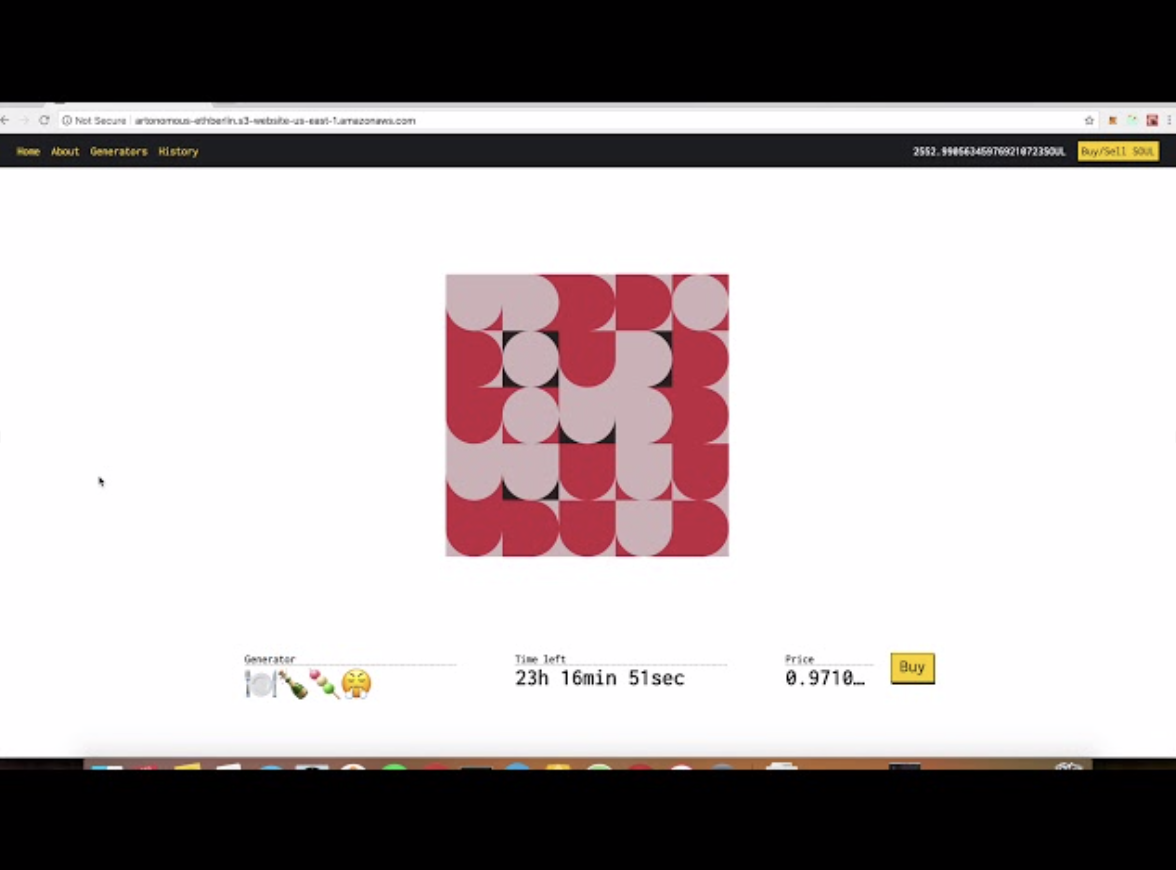 Not Secure artonomous-ethberlin.s3-website-us-east-1.amazonaws.com
Home About Generators History 2552.990563459769210723SOUL Buy/Sell SOUL
Generator Time left Price
23h 16min 51sec 0.9710… Buy